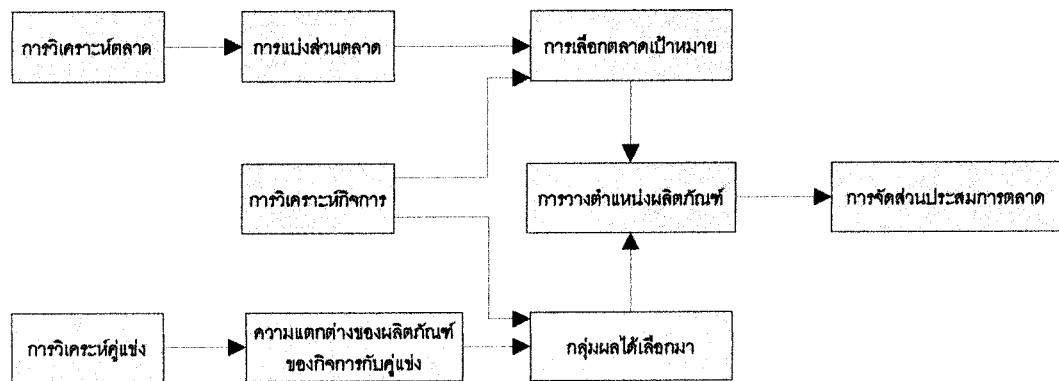 การวิเคราะห์ตลาด
การแบ่งส่วนตลาด
การเลือกตลาดเป้าหมาย
การวิเคราะห์กิจการ
การวางตำแหน่งผลิตภัณฑ์
การจัดส่วนประสมการตลาด
การวิเคระห์คู่แข่ง
ความแตกต่างของผลิตภัณฑ์
ของกิจการกับคู่แข่ง
กลุ่มผลได้เลือกมา